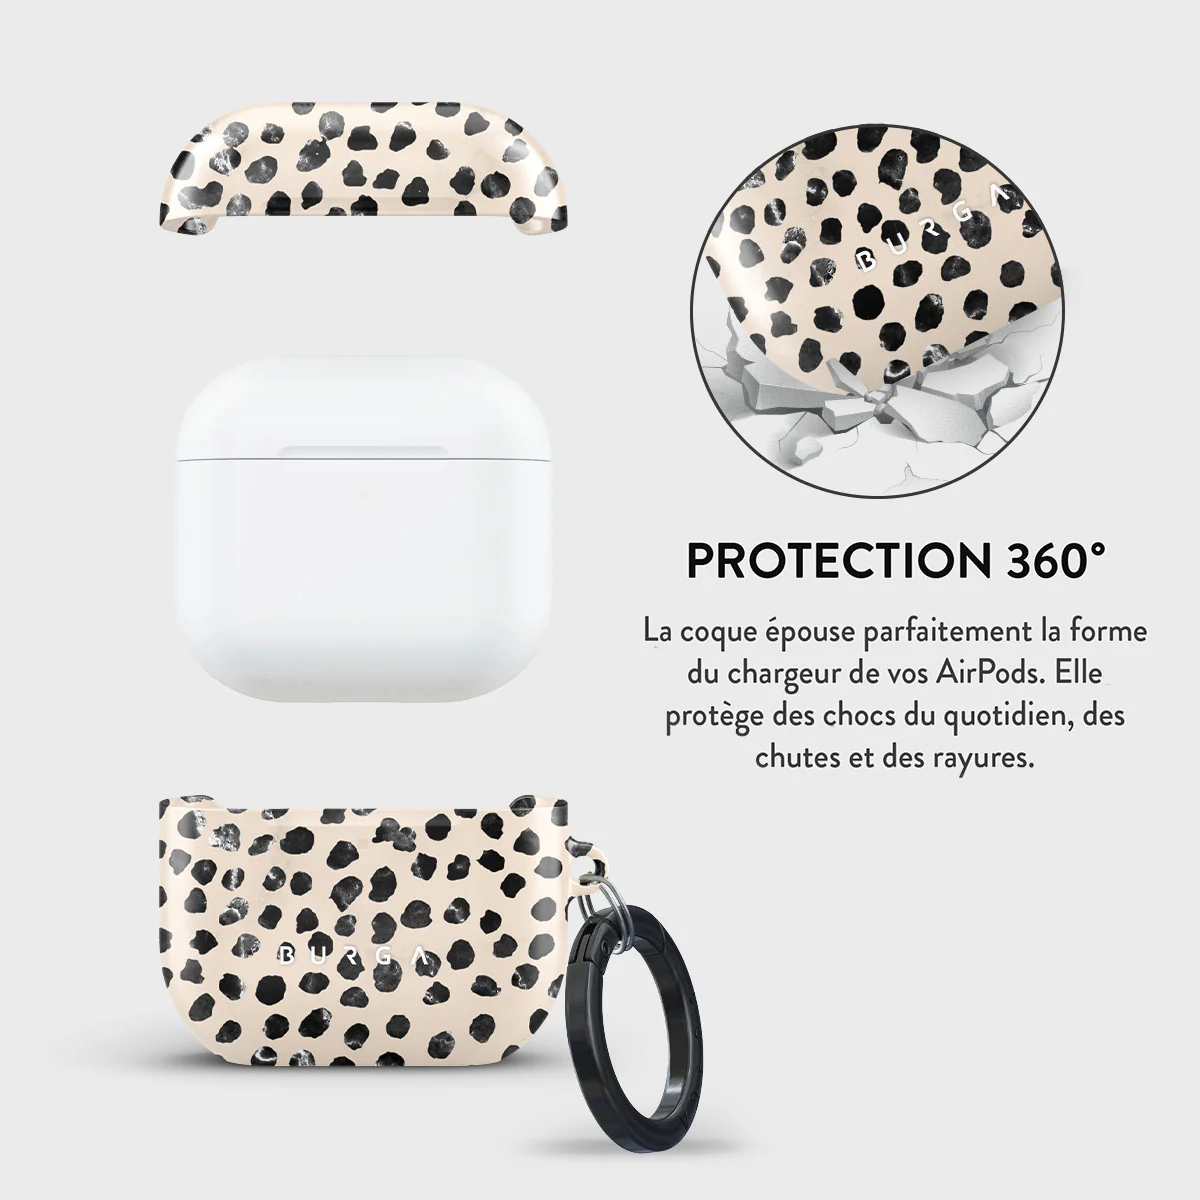 BURGA
PROTECTION 360°
La coque épouse parfaitement la forme
du chargeur de vos AirPods. Elle
protège des chocs du quotidien, des
chutes et des rayures.
BURGA